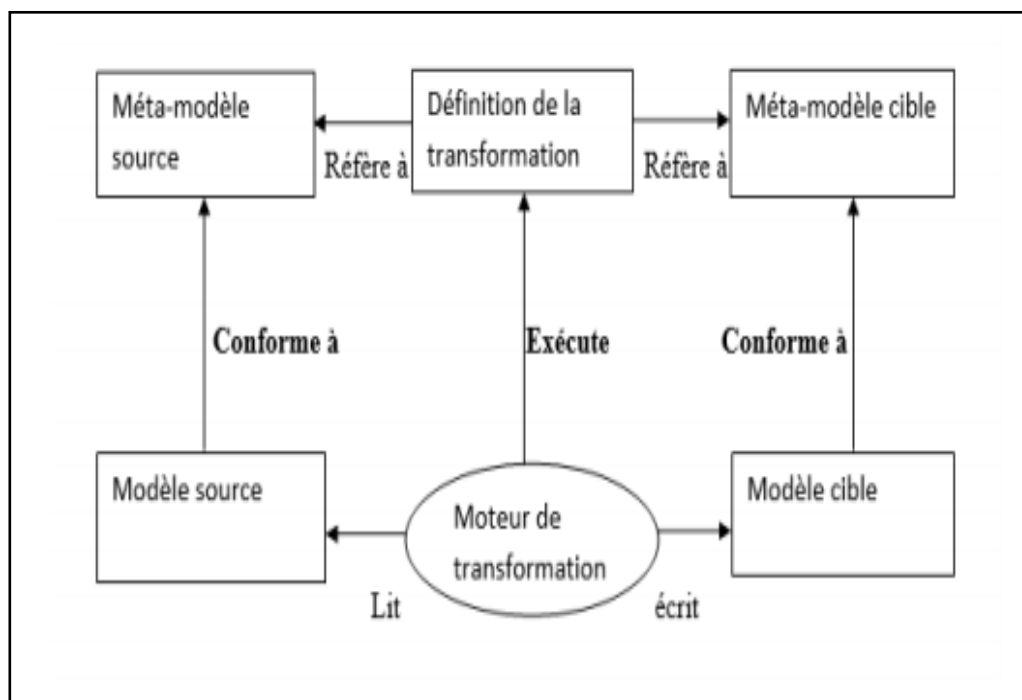 Méta-modèle
source
Définition de la
transformation
Méta-modèle cible
Réfère à
Réfère à
Conforme à
Exécute
Conforme à
Modèle source
Moteur de
transformation
Modèle cible
Lit
écrit